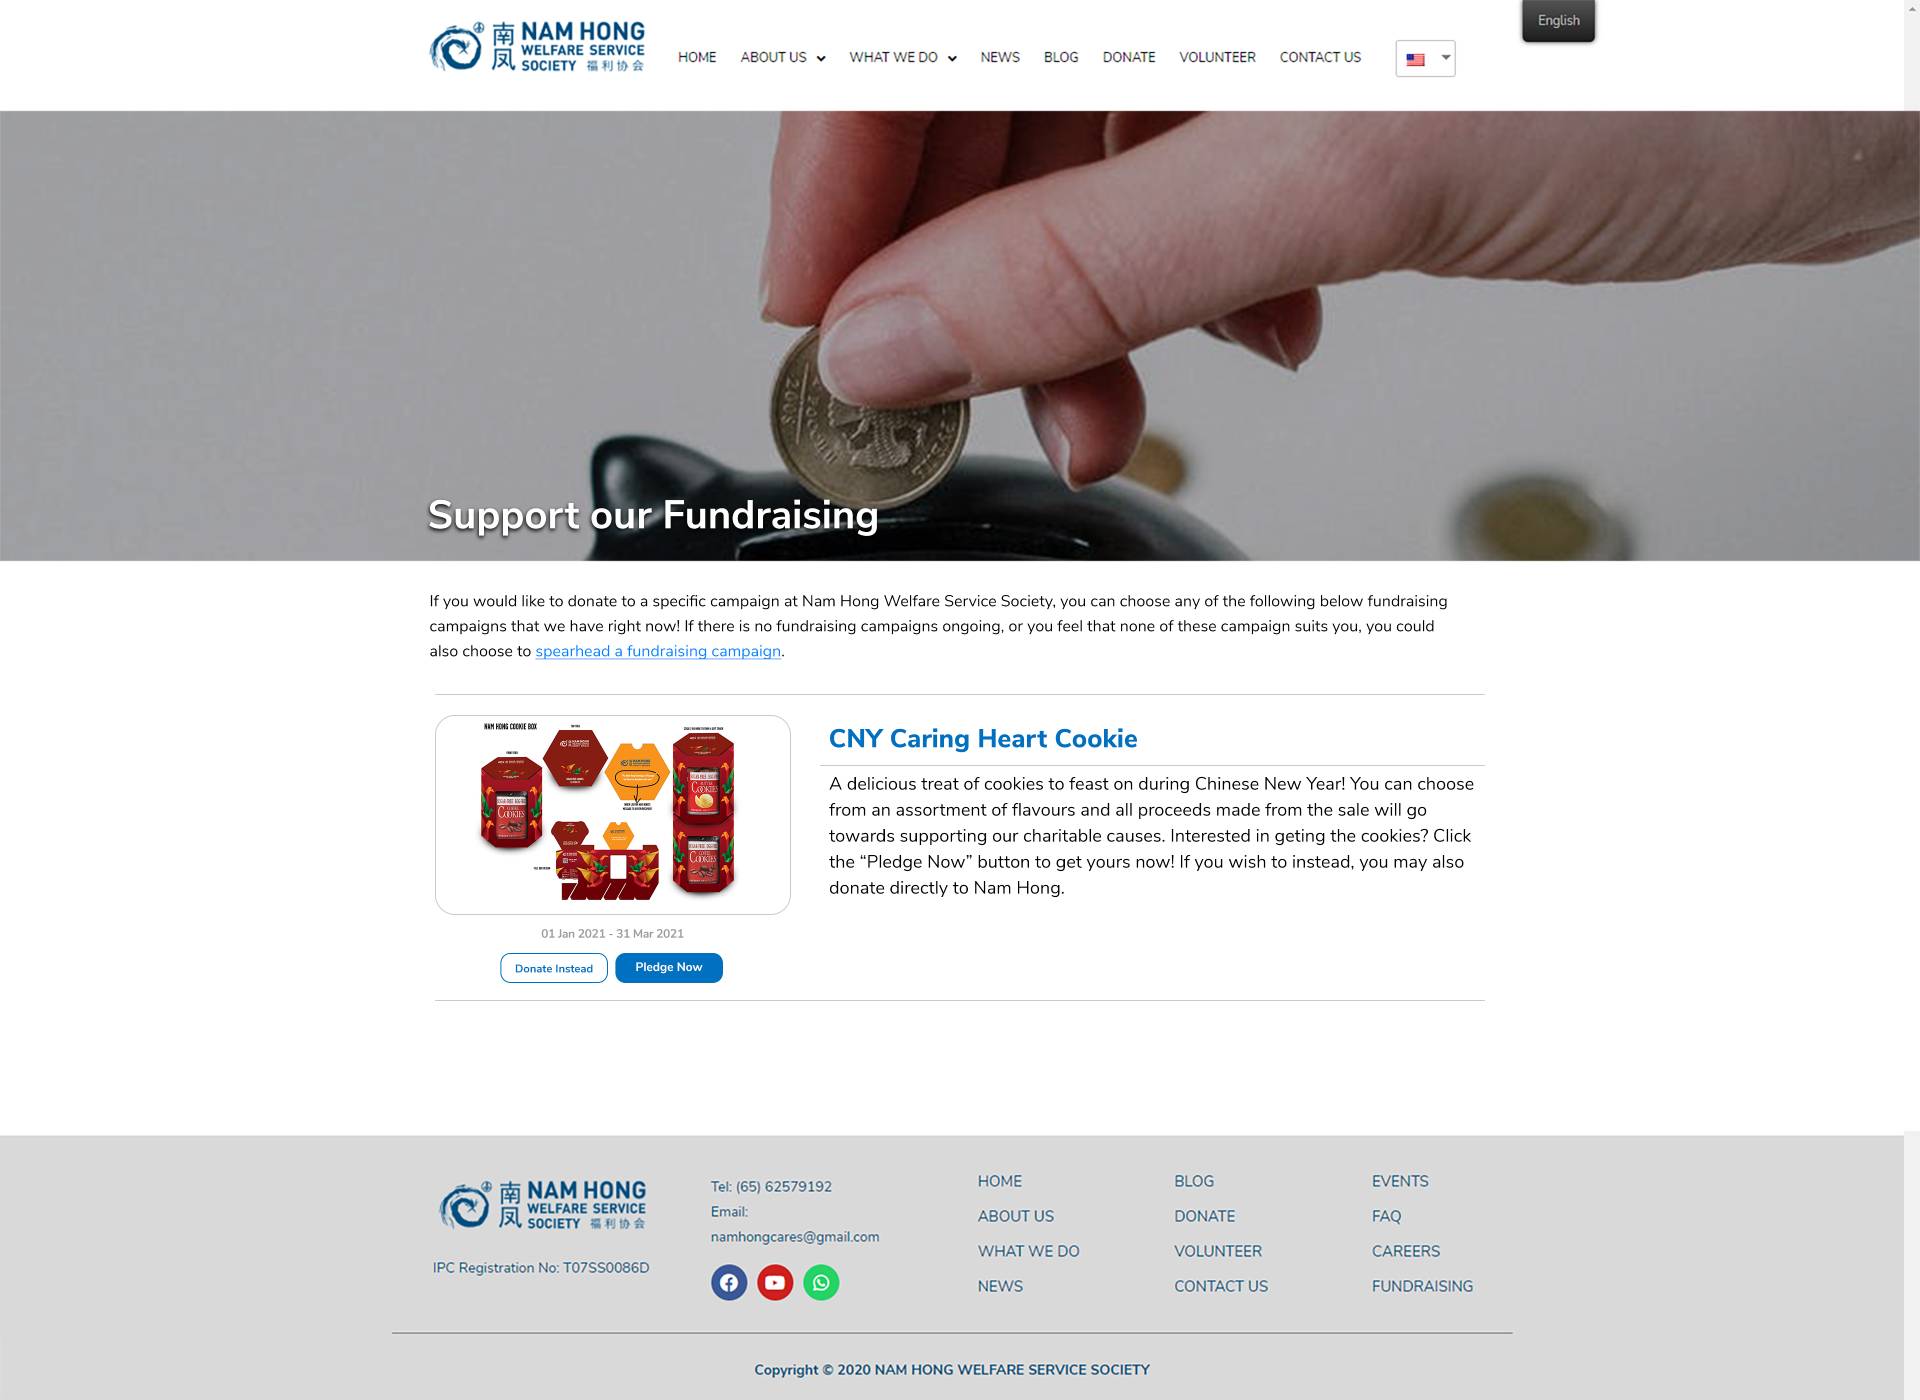 南凤 NAM HONG
WELFARE SERVICE
SOCIETY 福利协会
HOME ABOUT US WHAT WE DO NEWS BLOG DONATE VOLUNTEER CONTACT US
English
Support our Fundraising
If you would like to donate to a specific campaign at Nam Hong Welfare Service Society, you can choose any of the following below fundraising
campaigns that we have right now! If there is no fundraising campaigns ongoing, or you feel that none of these campaign suits you, you could
also choose to spearhead a fundraising campaign.
NAM HONG COOKIE BOX
COOKIES
COOKIES
COOKIES
01 Jan 2021 - 31 Mar 2021
Donate Instead
Pledge Now
CNY Caring Heart Cookie
A delicious treat of cookies to feast on during Chinese New Year! You can choose
from an assortment of flavours and all proceeds made from the sale will go
towards supporting our charitable causes. Interested in geting the cookies? Click
the “Pledge Now” button to get yours now! If you wish to instead, you may also
donate directly to Nam Hong.
南凤 NAM HONG
WELFARE SERVICE
SOCIETY 福利协会
IPC Registration No: T07SS0086D
Tel: (65) 62579192
Email:
namhongcares@gmail.com
HOME
ABOUT US
WHAT WE DO
NEWS
BLOG
DONATE
VOLUNTEER
CONTACT US
EVENTS
FAQ
CAREERS
FUNDRAISING
Copyright © 2020 NAM HONG WELFARE SERVICE SOCIETY